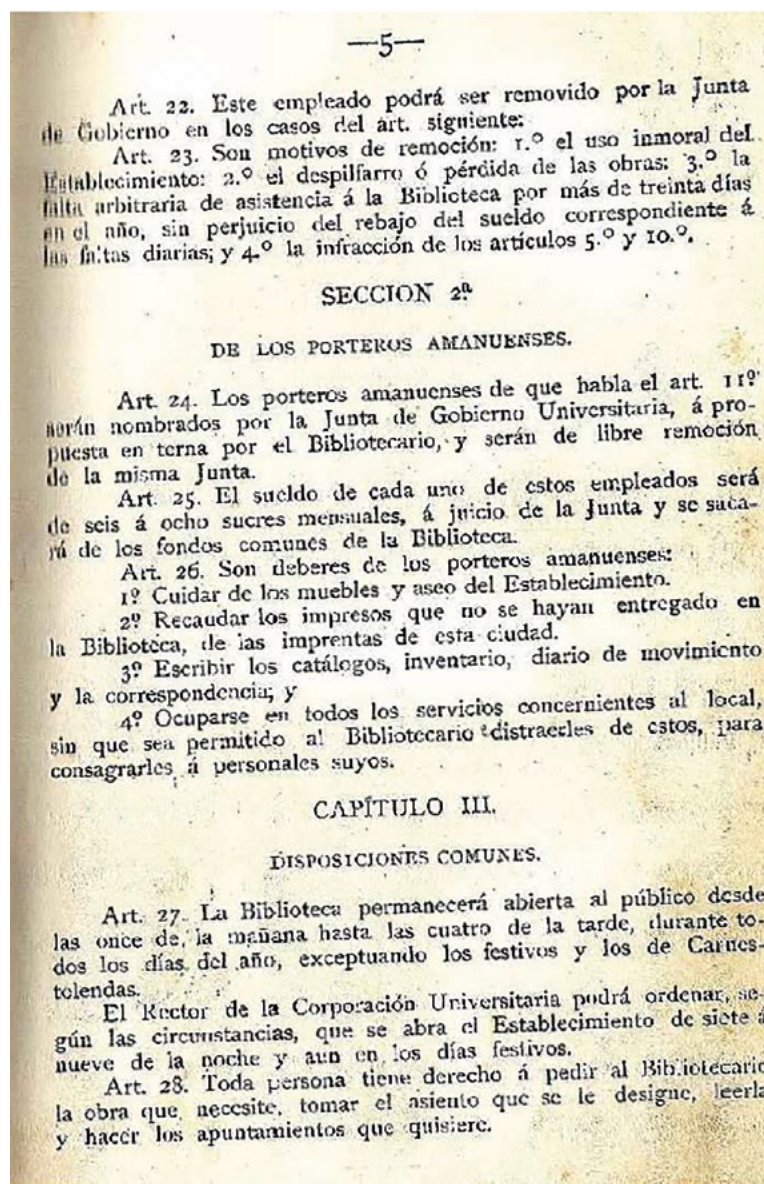 —5—
Art. 22. Este empleado podrá ser removido por la Junta
de Gobierno en los casos del art. siguiente:
Art. 23. Son motivos de remoción: 1.º el uso inmoral del
Establecimiento: 2.º el despilfarro ó pérdida de las obras: 3.º la
falta arbitraria de asistencia á la Biblioteca por más de treinta días
en el año, sin perjuicio del rebajo del sueldo correspondiente á
las faltas diarias; y 4.º la infracción de los artículos 5.º y 10.º.
SECCION 2ª
DE LOS PORTEROS AMANUENSES.
Art. 24. Los porteros amanuenses de que habla el art. 11º
serán nombrados por la Junta de Gobierno Universitaria, á pro-
puesta en terna por el Bibliotecario, y serán de libre remoción
de la misma Junta.
Art. 25. El sueldo de cada uno de estos empleados será
de seis á ocho sucres mensuales, á juicio de la Junta y se saca-
rá de los fondos comunes de la Biblioteca.
Art. 26. Son deberes de los porteros amanuenses:
1º Cuidar de los muebles y aseo del Establecimiento.
2º Recaudar los impresos que no se hayan entregado en
la Biblioteca, de las imprentas de esta ciudad.
3º Escribir los catálogos, inventario, diario de movimiento
y la correspondencia; y
4º Ocuparse en todos los servicios concernientes al local,
sin que sea permitido al Bibliotecario distraerles de estos, para
consagrarles á personales suyos.
CAPÍTULO III.
DISPOSICIONES COMUNES.
Art. 27. La Biblioteca permanecerá abierta al público desde
las once de la mañana hasta las cuatro de la tarde, durante to-
dos los días del año, exceptuando los festivos y los de Carnes-
tolendas.
El Rector de la Corporación Universitaria podrá ordenar, se-
gún las circunstancias, que se abra el Establecimiento de siete á
nueve de la noche y aun en los días festivos.
Art. 28. Toda persona tiene derecho á pedir al Bibliotecario
la obra que necesite, tomar el asiento que se le designe, leerla
y hacer los apuntamientos que quisiere.